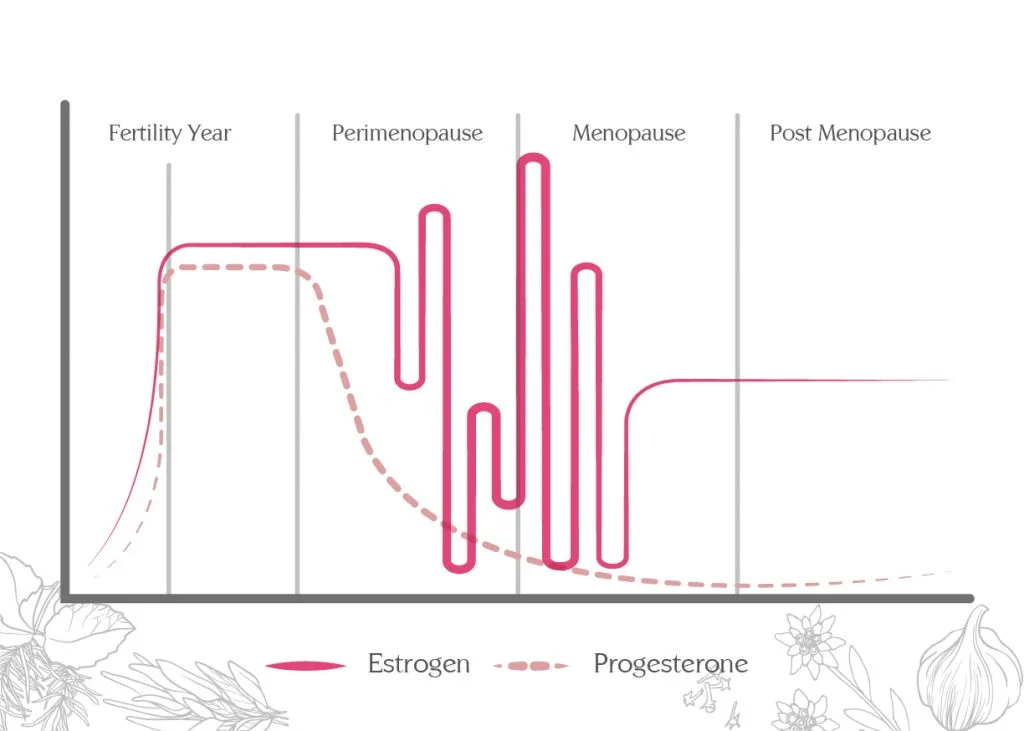 Fertility Year
Perimenopause
Menopause
Post Menopause
Estrogen
Progesterone